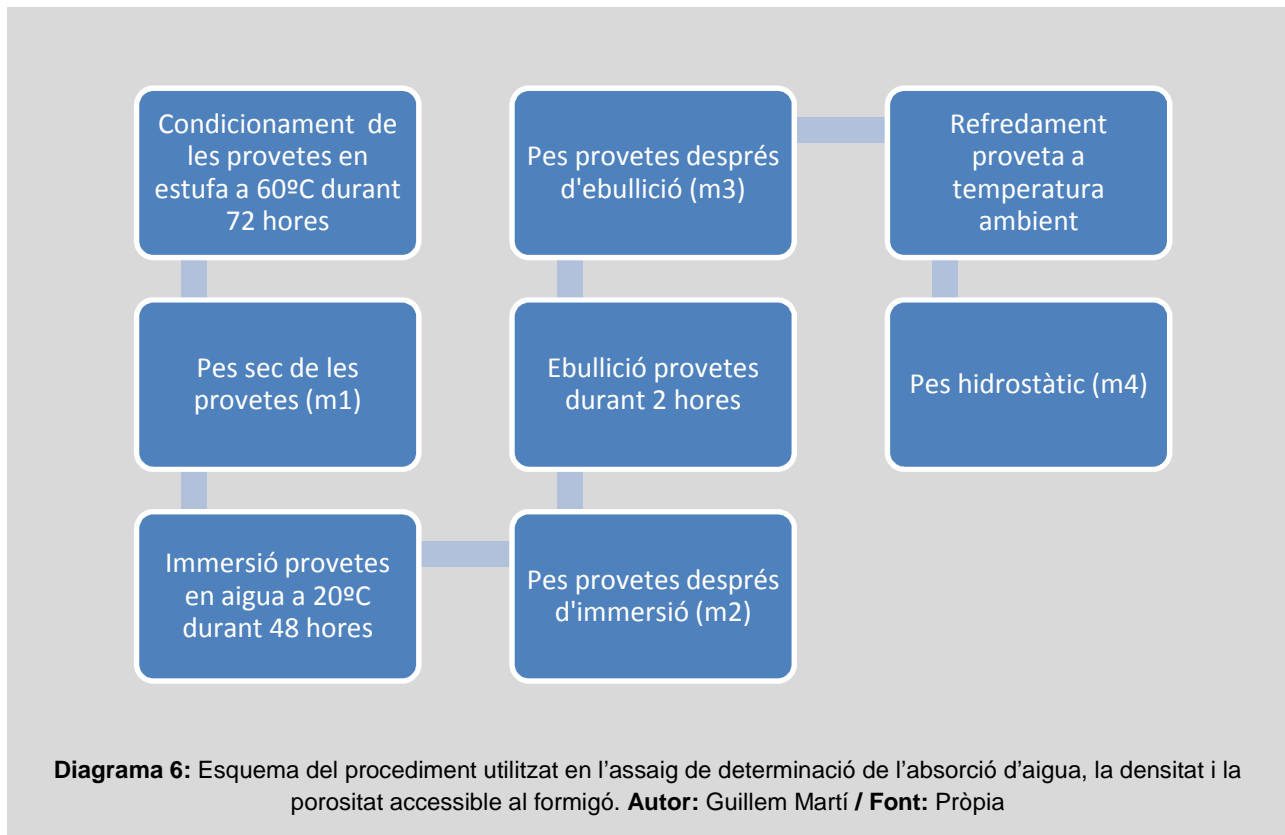 Condicionament de
les provetes en
estufa a 60ºC durant
72 hores
Pes sec de les
provetes (m1)
Immersió provetes
en aigua a 20ºC
durant 48 hores
Pes provetes després
d'immersió (m2)
Ebullició provetes
durant 2 hores
Pes provetes després
d'ebullició (m3)
Refredament
proveta a
temperatura
ambient
Pes hidrostàtic (m4)
Diagrama 6: Esquema del procediment utilitzat en l’assaig de determinació de l’absorció d’aigua, la densitat i la
porositat accessible al formigó. Autor: Guillem Martí / Font: Pròpia